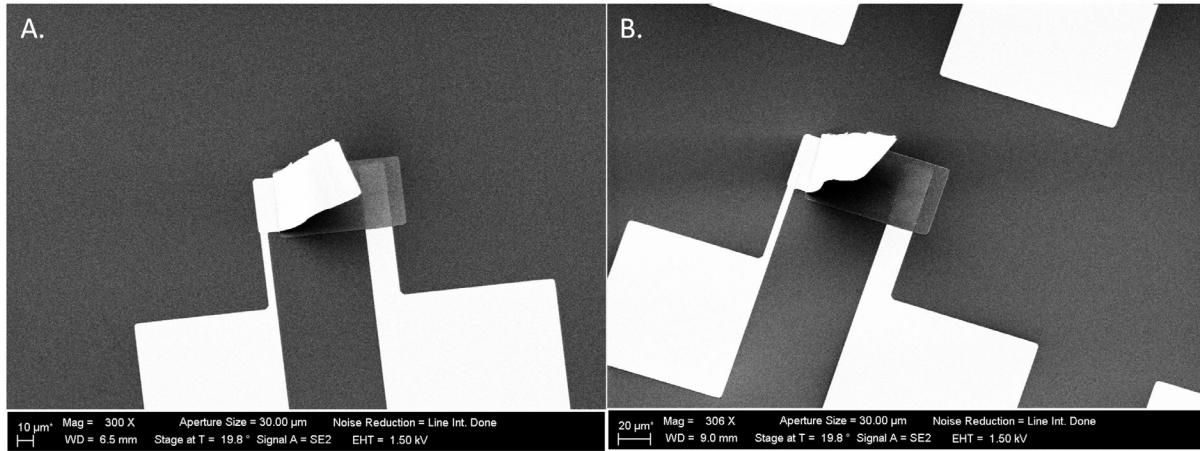 A.
10 µm* Mag = 300 X Aperture Size = 30.00 µm Noise Reduction = Line Int. Done
WD = 6.5 mm Stage at T = 19.8 ° Signal A = SE2 EHT = 1.50 kV
B.
20 µm* Mag = 306 X Aperture Size = 30.00 µm Noise Reduction = Line Int. Done
WD = 9.0 mm Stage at T = 19.8 ° Signal A = SE2 EHT = 1.50 kV